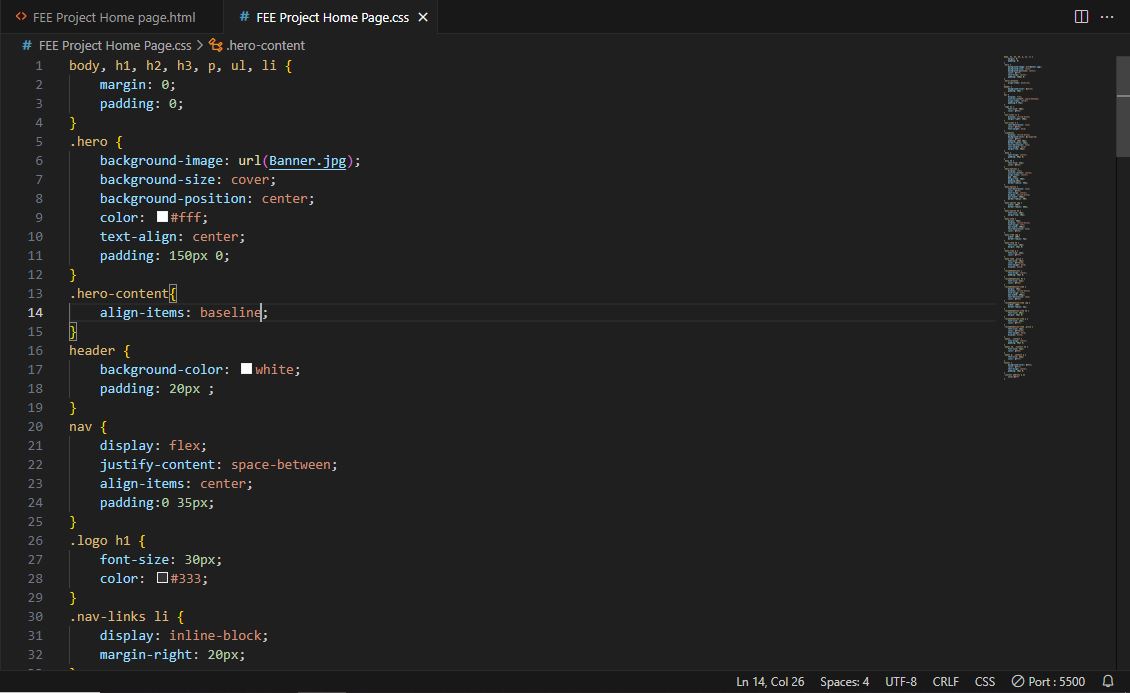 FEE Project Home page.html
# FEE Project Home Page.css ×
# FEE Project Home Page.css > .hero-content
1 body, h1, h2, h3, p, ul, li {
2 margin: 0;
3 padding: 0;
4 }
5 .hero {
6 background-image: url(Banner.jpg);
7 background-size: cover;
8 background-position: center;
9 color: #fff;
10 text-align: center;
11 padding: 150px 0;
12 }
13 .hero-content{
14 align-items: baseline;
15 }
16 header {
17 background-color: white;
18 padding: 20px ;
19 }
20 nav {
21 display: flex;
22 justify-content: space-between;
23 align-items: center;
24 padding:0 35px;
25 }
26 .logo h1 {
27 font-size: 30px;
28 color: #333;
29 }
30 .nav-links li {
31 display: inline-block;
32 margin-right: 20px;
Ln 14, Col 26 Spaces: 4 UTF-8 CRLF CSS Port : 5500